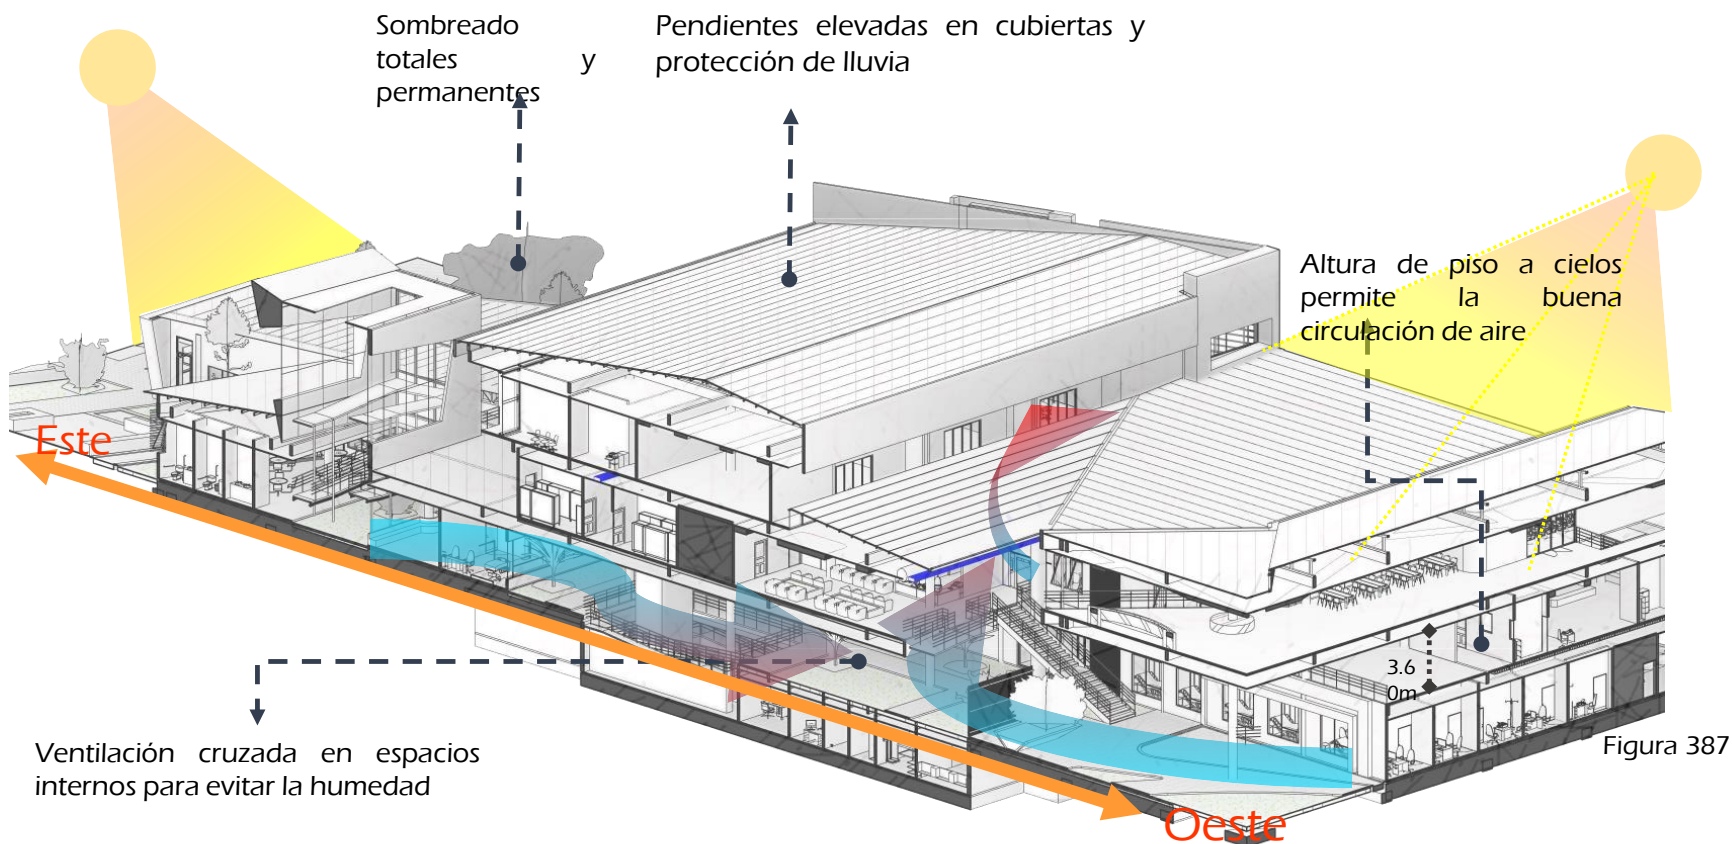 Sombreado
totales y
permanentes
Pendientes elevadas en cubiertas y
protección de lluvia
Altura de piso a cielos
permite la buena
circulación de aire
Este
3.6
0m
Figura 387
Ventilación cruzada en espacios
internos para evitar la humedad
Oeste